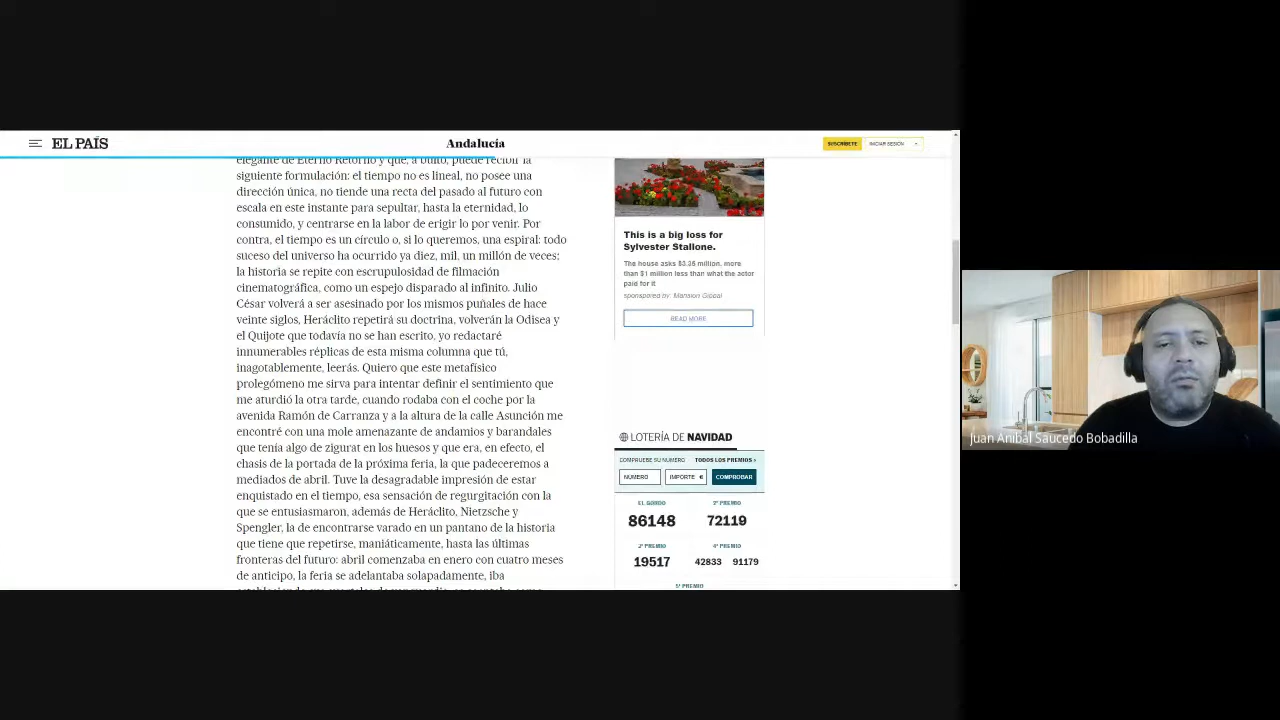 EL PAÍS
Andalucía
SUSCRÍBETE
INICIAR SESIÓN
elegante de Eterno Retorno y que, a bulto, puede recibir la
siguiente formulación: el tiempo no es lineal, no posee una
dirección única, no tiende una recta del pasado al futuro con
escala en este instante para sepultar, hasta la eternidad, lo
consumido, y centrarse en la labor de erigir lo por venir. Por
contra, el tiempo es un círculo o, si lo queremos, una espiral: todo
suceso del universo ha ocurrido ya diez, mil, un millón de veces;
la historia se repite con escrupulosidad de filmación
cinematográfica, como un espejo disparado al infinito. Julio
César volverá a ser asesinado por los mismos puñales de hace
veinte siglos, Heráclito repetirá su doctrina, volverán la Odisea y
el Quijote que todavía no se han escrito, yo redactaré
innumerables réplicas de esta misma columna que tú,
inagotablemente, leerás. Quiero que este metafísico
prolegómeno me sirva para intentar definir el sentimiento que
me aturdió la otra tarde, cuando rodaba con el coche por la
avenida Ramón de Carranza y a la altura de la calle Asunción me
encontré con una mole amenazante de andamios y barandales
que tenía algo de zigurat en los huesos y que era, en efecto, el
chasis de la portada de la próxima feria, la que padeceremos a
mediados de abril. Tuve la desagradable impresión de estar
enquistado en el tiempo, esa sensación de regurgitación con la
que se entusiasmaron, además de Heráclito, Nietzsche y
Spengler, la de encontrarse varado en un pantano de la historia
que tiene que repetirse, maniáticamente, hasta las últimas
fronteras del futuro: abril comenzaba en enero con cuatro meses
de anticipo, la feria se adelantaba solapadamente, iba
This is a big loss for
Sylvester Stallone.
The house asks $3.35 million, more
than $1 million less than what the actor
paid for it
sponsored by: Mansion Global
READ MORE
LOTERÍA DE NAVIDAD
COMPRUEBE SU NÚMERO
TODOS LOS PREMIOS »
NÚMERO
IMPORTE €
COMPROBAR
EL GORDO
2º PREMIO
86148
72119
3º PREMIO
4º PREMIO
19517
42833
91179
5º PREMIO
Juan Anibal Saucedo Bobadilla